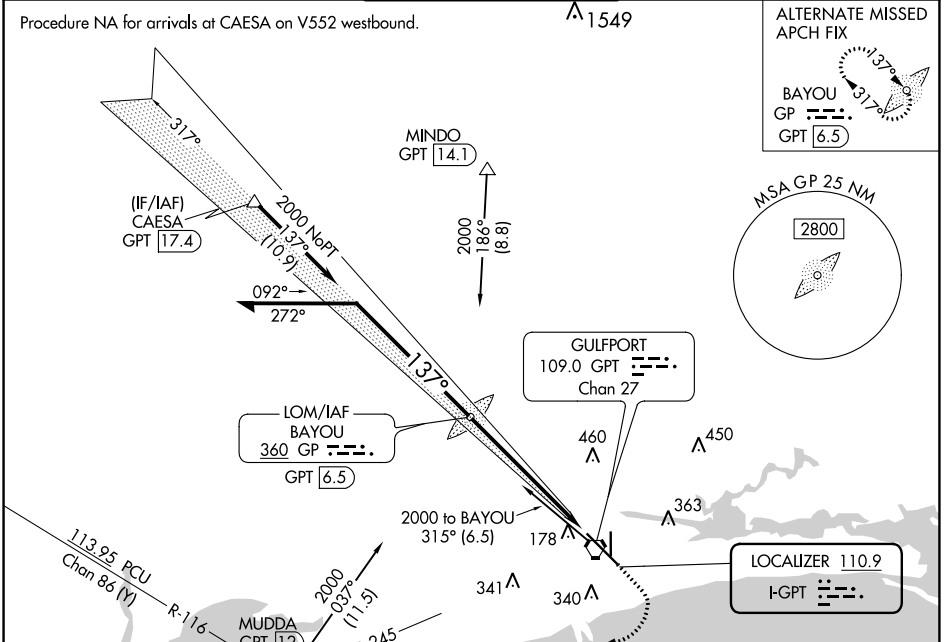 Procedure NA for arrivals at CAESA on V552 westbound.
1549
ALTERNATE MISSED
APCH FIX
137°
317°
BAYOU
GP
GPT 6.5
317°
MINDO
GPT 14.1
2000
186°
(8.8)
MSA GP 25 NM
2800
(IF/IAF)
CAESA
GPT 17.4
2000 NoPT
137°
(10.9)
092°
272°
137°
GULFPORT
109.0 GPT
Chan 27
LOM/IAF
BAYOU
360 GP
GPT 6.5
460
450
363
2000 to BAYOU
315° (6.5)
178
113.95 PCU
Chan 86 (Y)
R-116
LOCALIZER 110.9
I-GPT
341
340
2000
037°
(11.5)
MUDDA
GPT 12
245